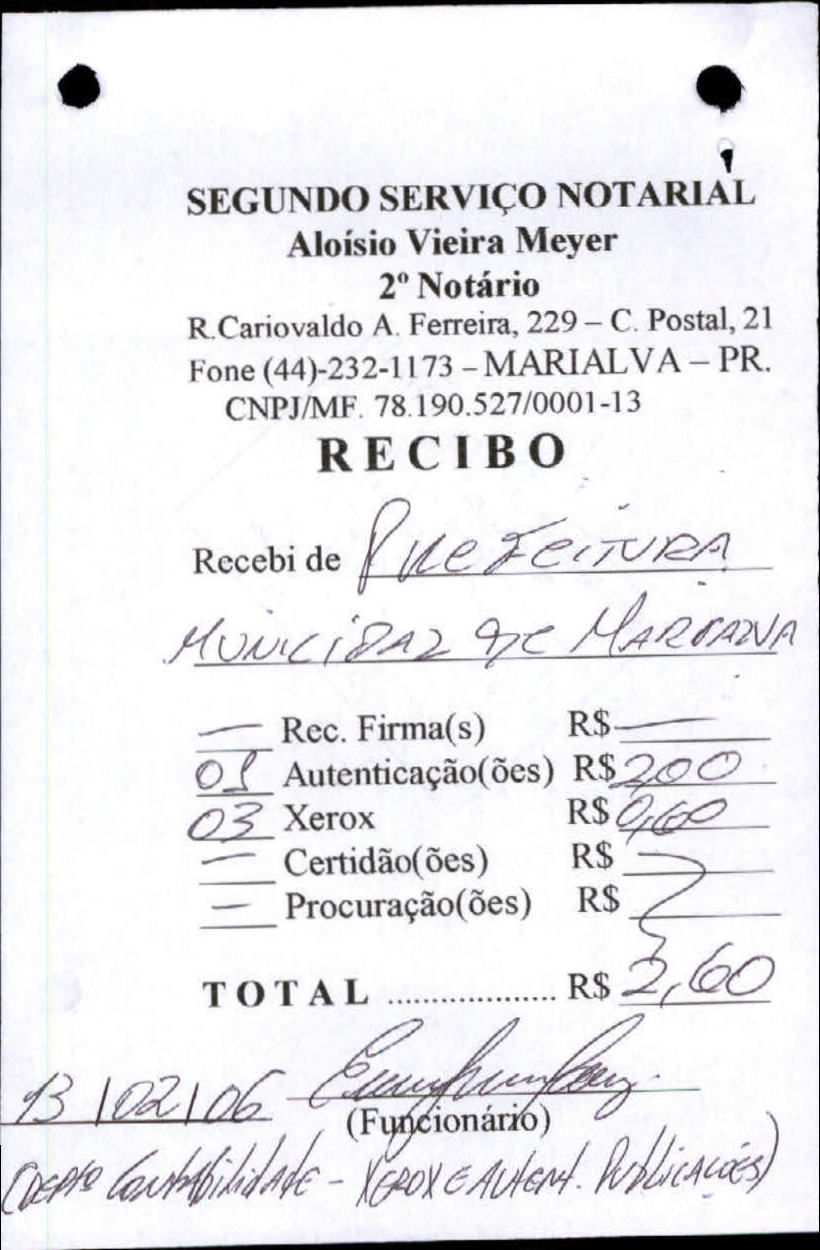 SEGUNDO SERVIÇO NOTARIAL
Aloísio Vieira Meyer
2º Notário
R.Cariovaldo A. Ferreira, 229 – C. Postal, 21
Fone (44)-232-1173 – MARIALVA – PR.
CNPJ/MF. 78.190.527/0001-13
RECIBO
Recebi de PREFEITURA
MUNICIPAL DE MARIALVA
— Rec. Firma(s) R$ —
01 Autenticação(ões) R$ 2,00
03 Xerox R$ 0,60
— Certidão(ões) R$
— Procuração(ões) R$
TOTAL .................... R$ 2,60
13/02/06
(Funcionário)
(DEPTº Contabilidade - XEROX E AUTENT. PUBLICAÇÕES)